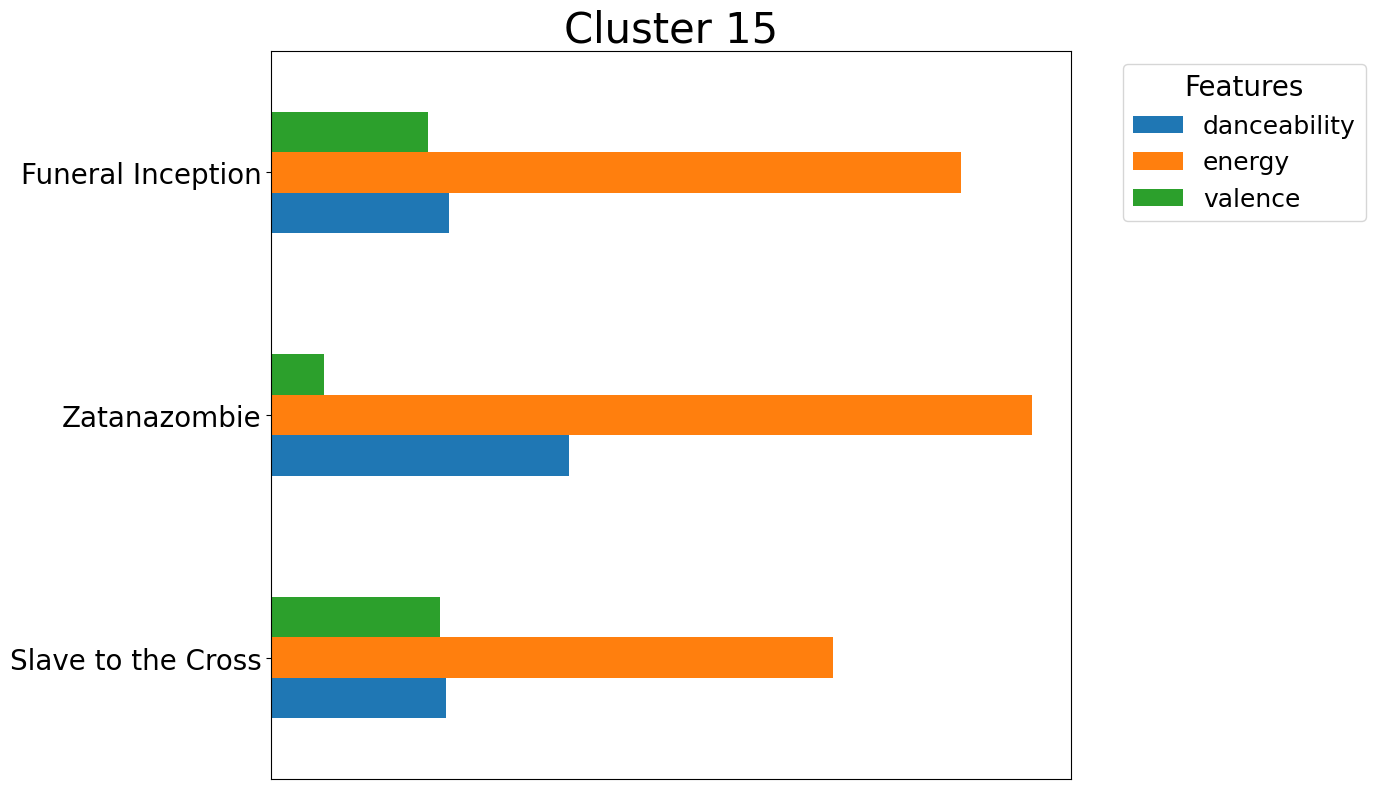 Cluster 15
Funeral Inception
Zatanazombie
Slave to the Cross
Features
danceability
energy
valence